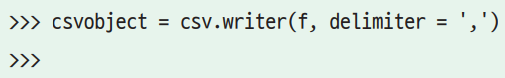 >>> csvobject = csv.writer(f, delimiter = ',')
>>>